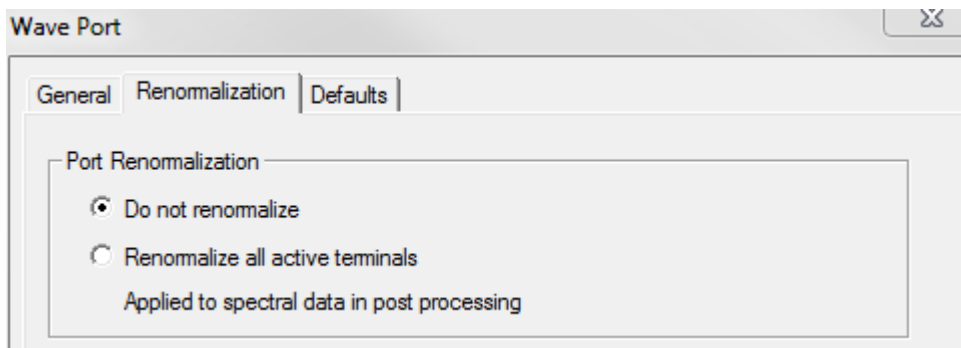 Wave Port
General Renormalization Defaults
Port Renormalization
Do not renormalize
Renormalize all active terminals
Applied to spectral data in post processing